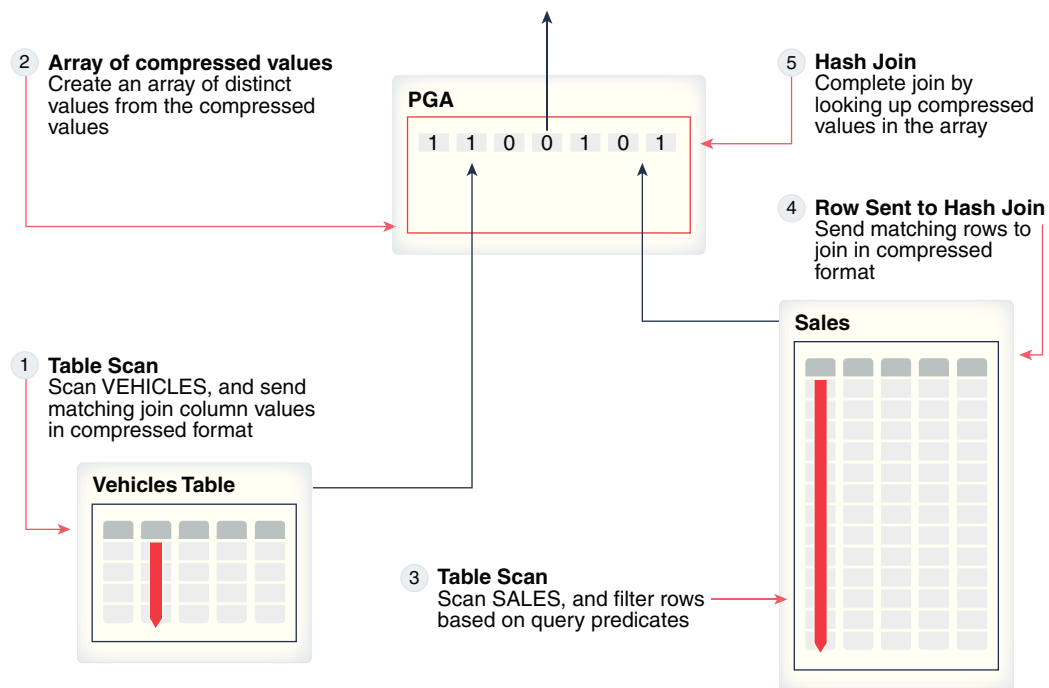 2 Array of compressed values
Create an array of distinct
values from the compressed
values
PGA
1 1 0 0 1 0 1
5 Hash Join
Complete join by
looking up compressed
values in the array
4 Row Sent to Hash Join
Send matching rows to
join in compressed
format
1 Table Scan
Scan VEHICLES, and send
matching join column values
in compressed format
Vehicles Table
3 Table Scan
Scan SALES, and filter rows
based on query predicates
Sales